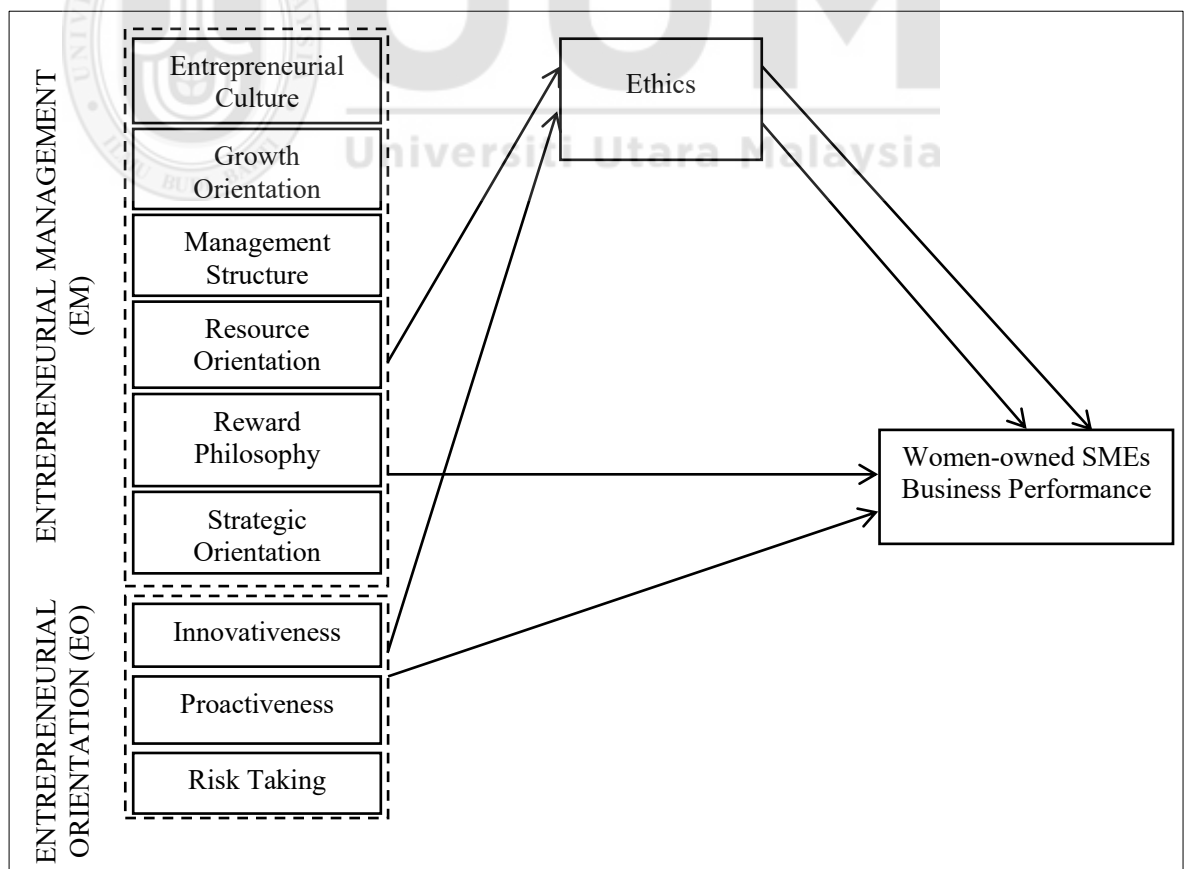 ENTREPRENEURIAL MANAGEMENT
(EM)
Entrepreneurial
Culture
Growth
Orientation
Management
Structure
Resource
Orientation
Reward
Philosophy
Strategic
Orientation
ENTREPRENEURIAL
ORIENTATION (EO)
Innovativeness
Proactiveness
Risk Taking
Ethics
Women-owned SMEs
Business Performance
UUM
Universiti Utara Malaysia